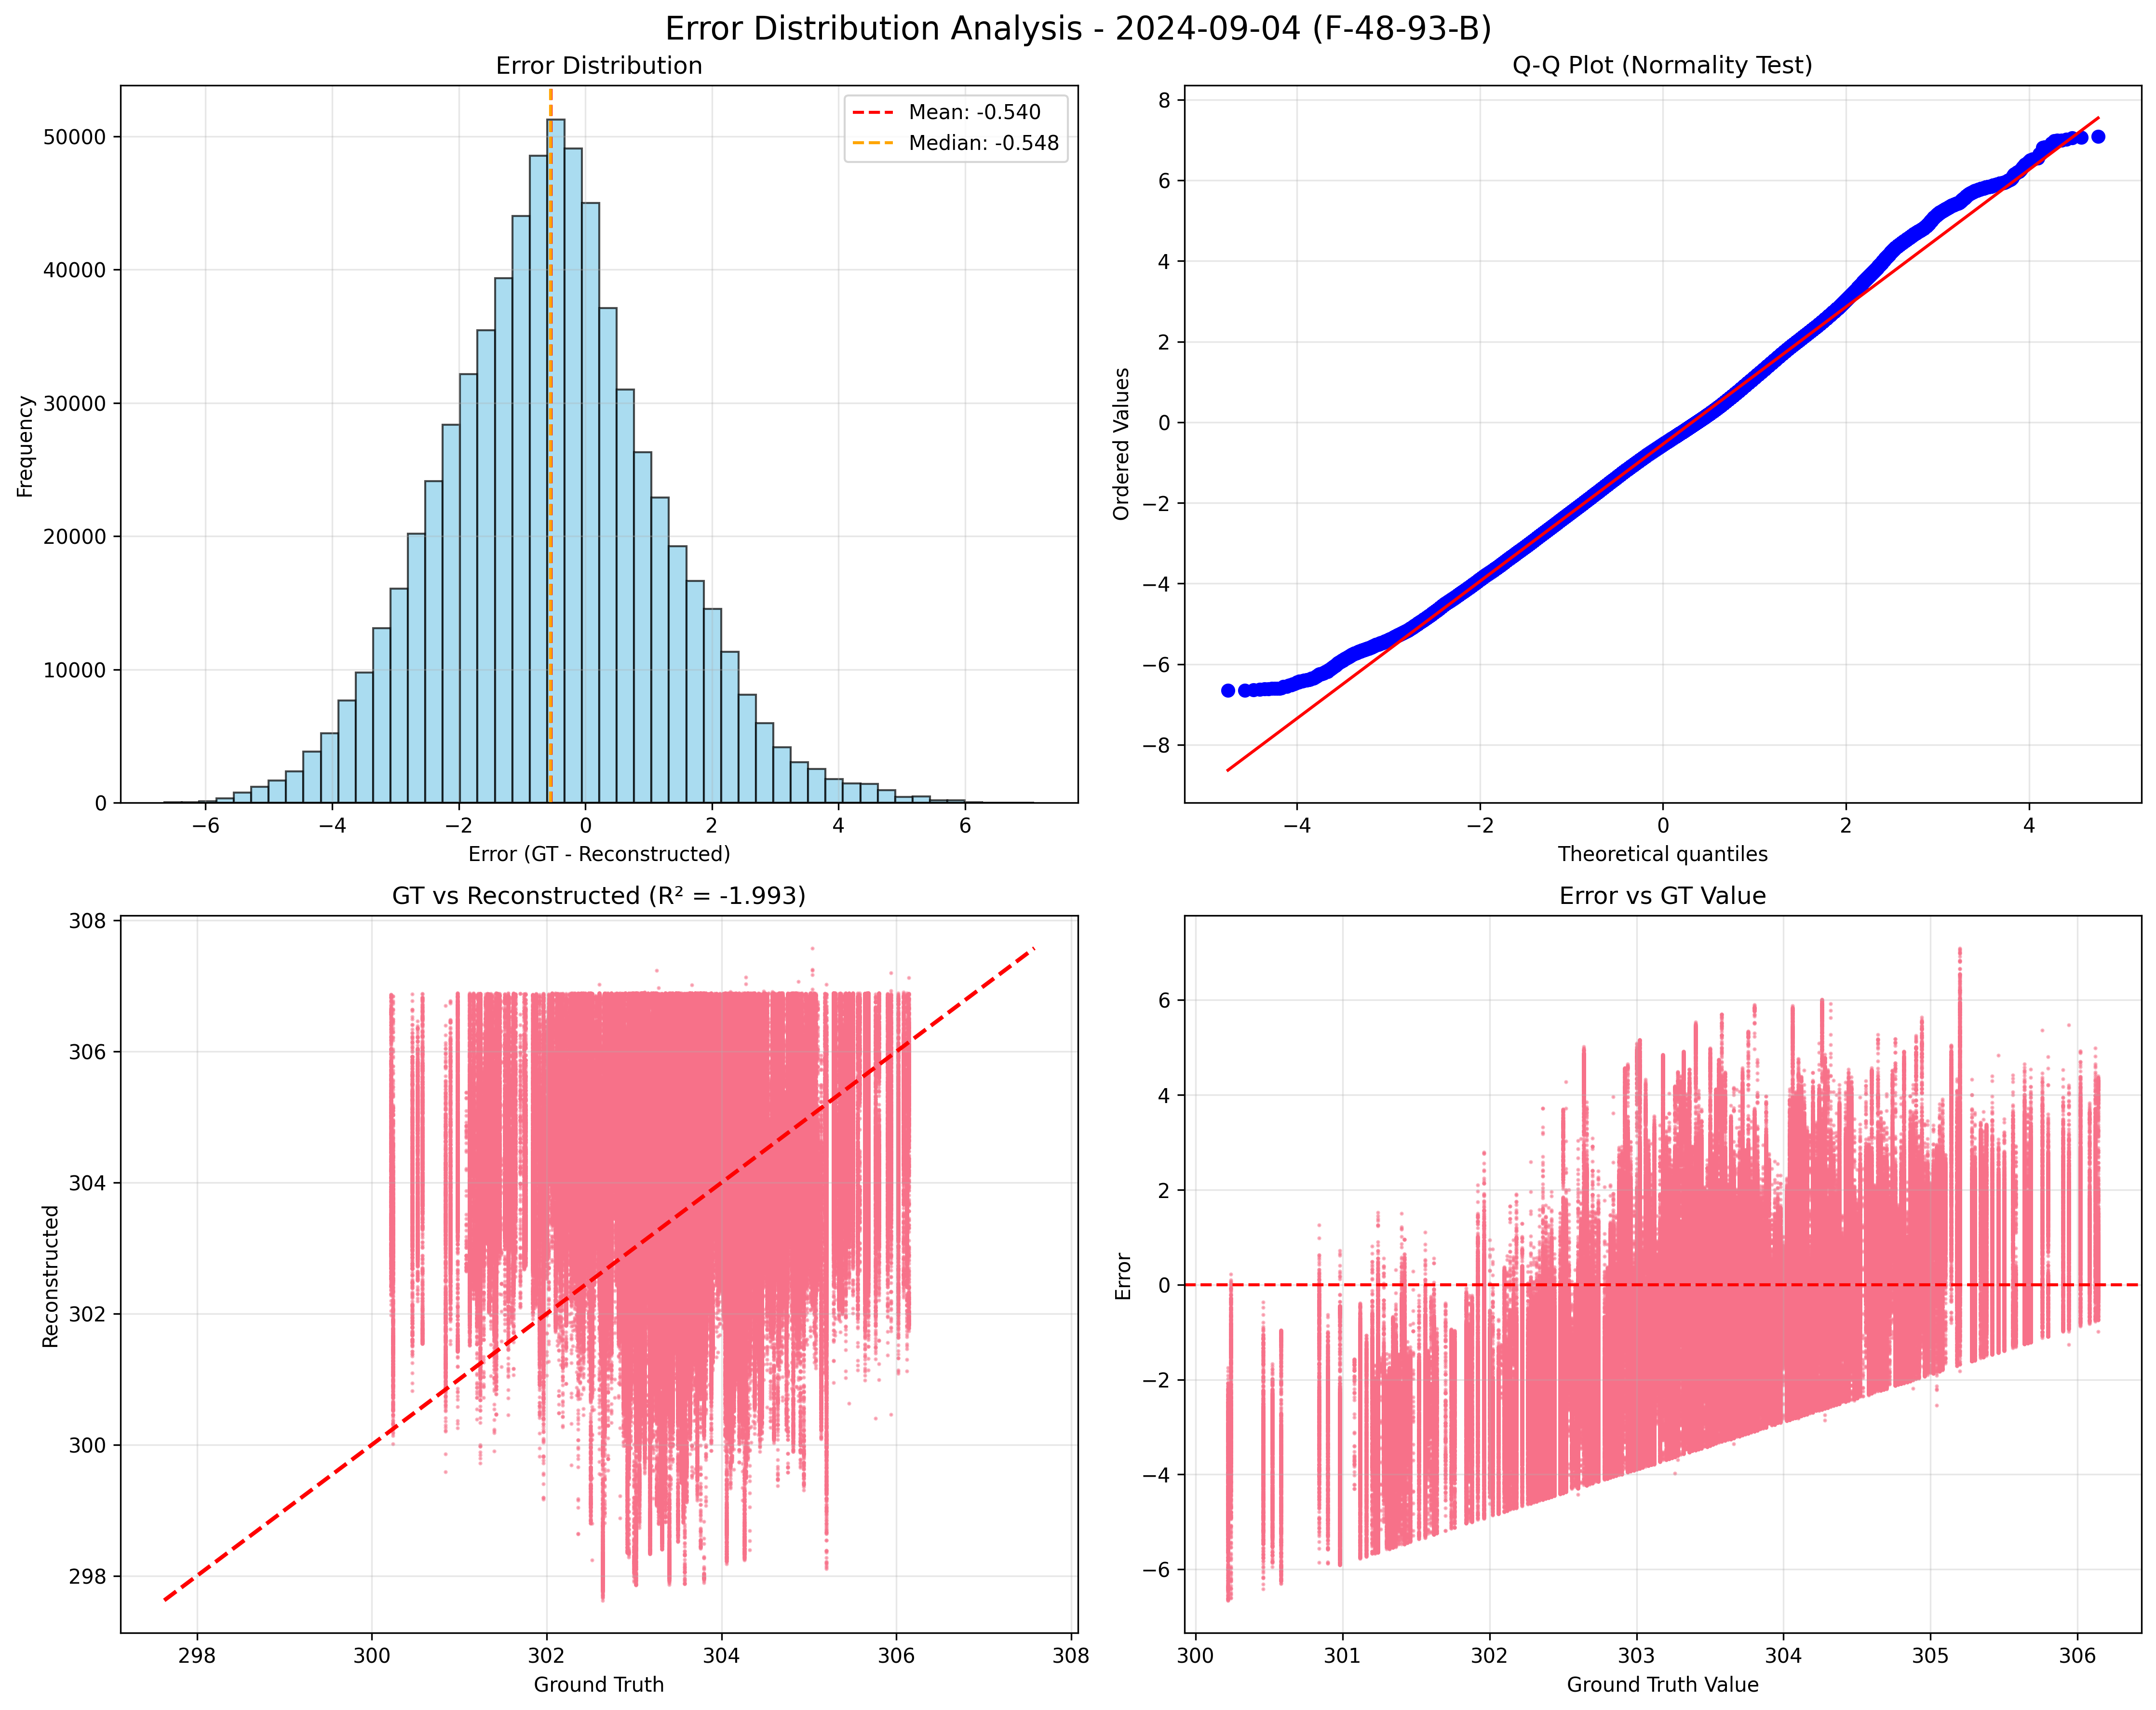 Error Distribution Analysis - 2024-09-04 (F-48-93-B)
Error Distribution
Mean: -0.540
Median: -0.548
Frequency
50000
40000
30000
20000
10000
0
−6 −4 −2 0 2 4 6
Error (GT - Reconstructed)
Q-Q Plot (Normality Test)
Ordered Values
8
6
4
2
0
−2
−4
−6
−8
−4 −2 0 2 4
Theoretical quantiles
GT vs Reconstructed (R² = -1.993)
Reconstructed
308
306
304
302
300
298
298 300 302 304 306 308
Ground Truth
Error vs GT Value
Error
6
4
2
0
−2
−4
−6
300 301 302 303 304 305 306
Ground Truth Value